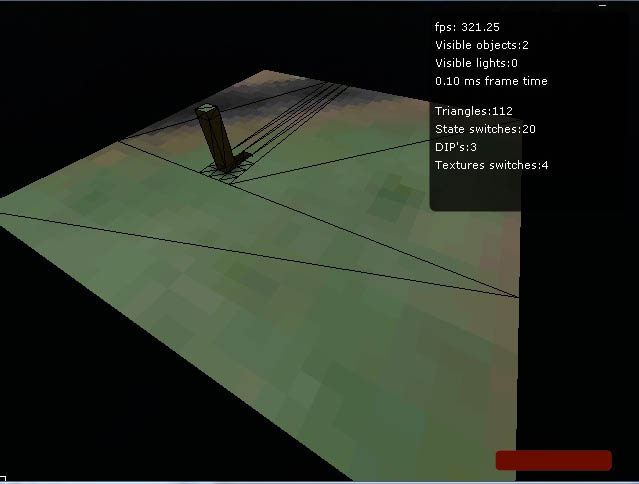 fps: 321.25
Visible objects:2
Visible lights:0
0.10 ms frame time
Triangles:112
State switches:20
DIP's:3
Textures switches:4